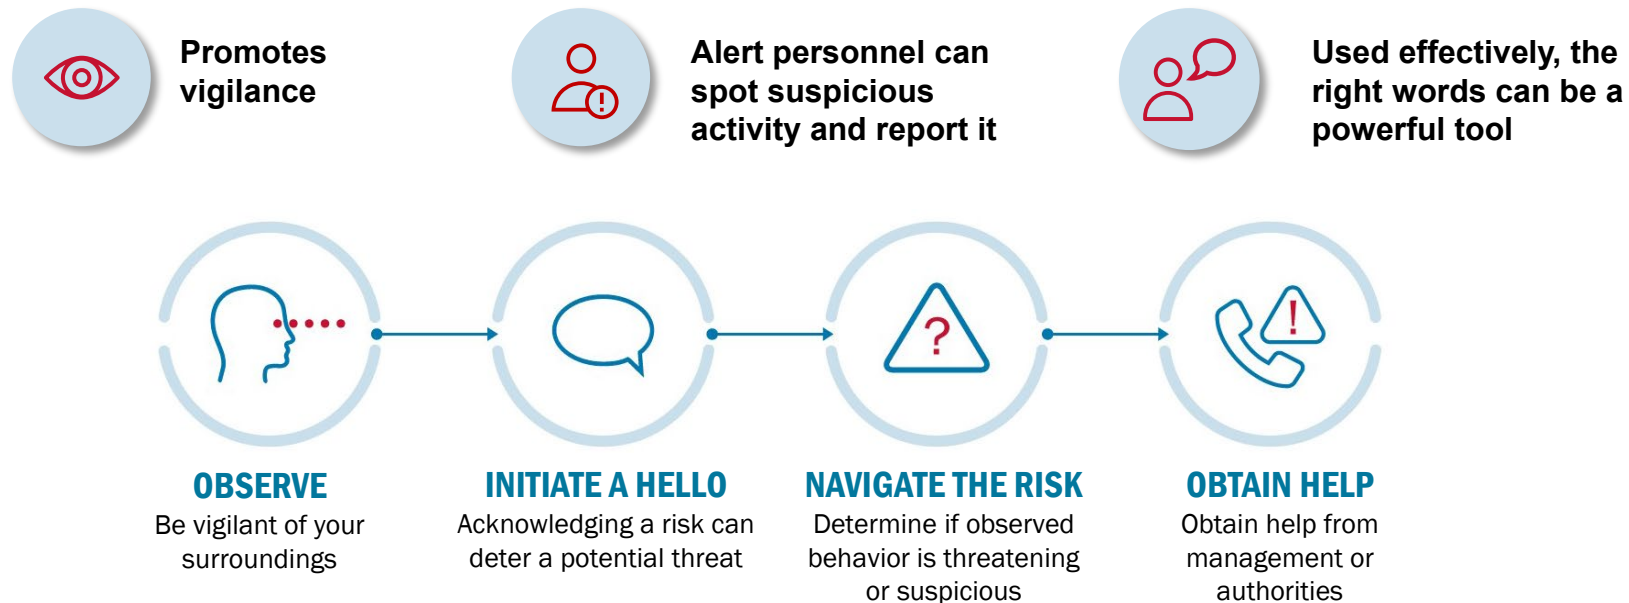 Promotes
vigilance
Alert personnel can
spot suspicious
activity and report it
Used effectively, the
right words can be a
powerful tool
OBSERVE
Be vigilant of your
surroundings
INITIATE A HELLO
Acknowledging a risk can
deter a potential threat
NAVIGATE THE RISK
Determine if observed
behavior is threatening
or suspicious
OBTAIN HELP
Obtain help from
management or
authorities